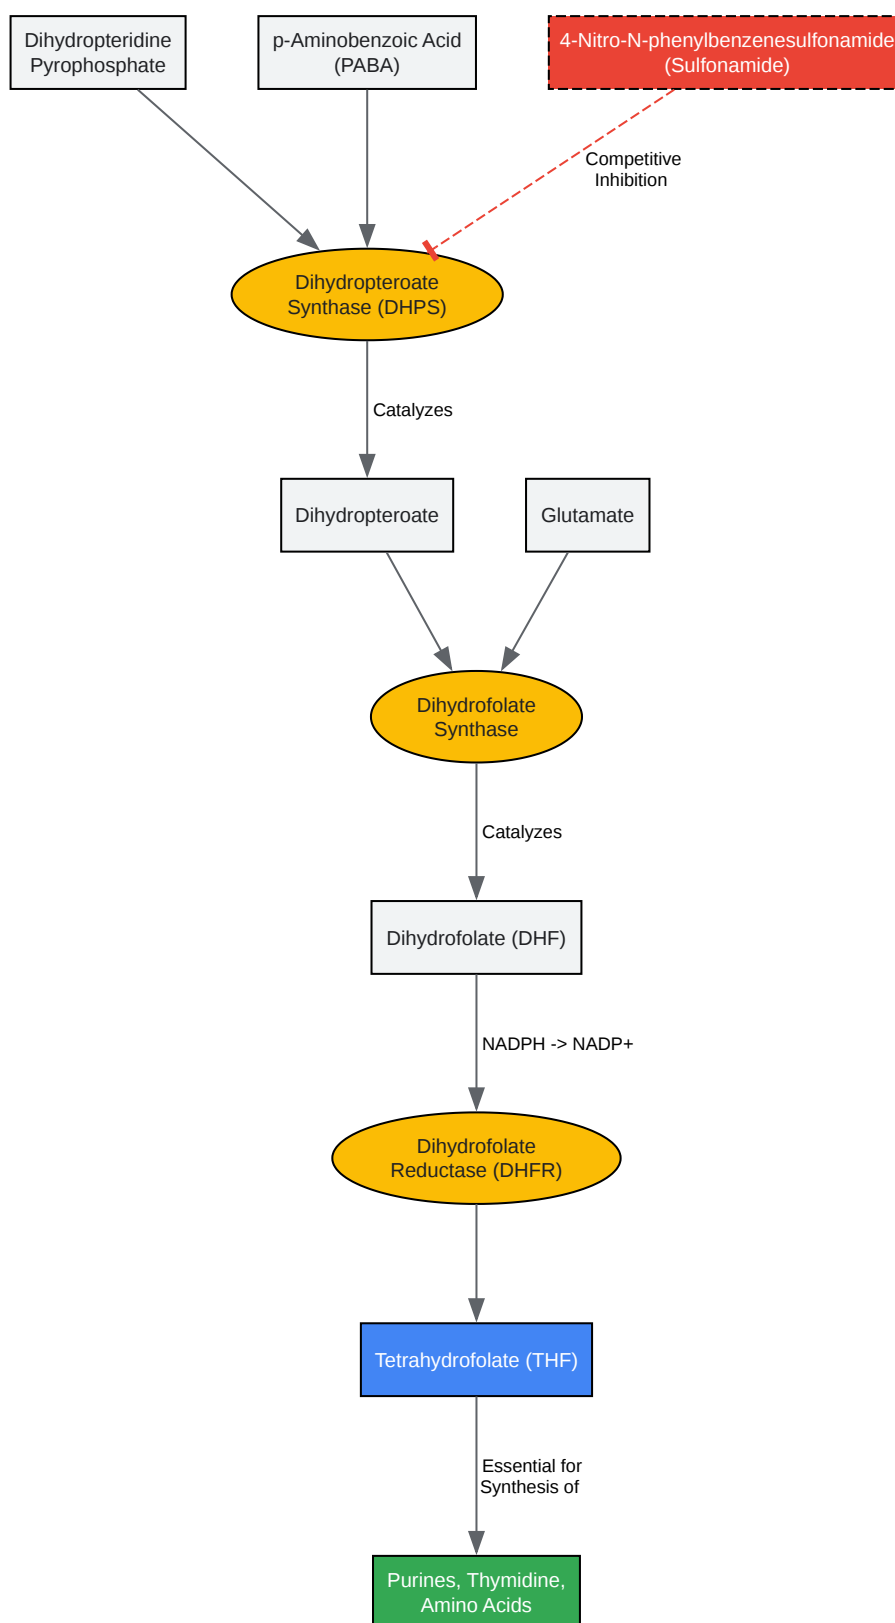 Dihydropteridine
Pyrophosphate
p-Aminobenzoic Acid
(PABA)
4-Nitro-N-phenylbenzenesulfonamide
(Sulfonamide)
Competitive
Inhibition
Dihydropteroate
Synthase (DHPS)
Catalyzes
Dihydropteroate
Glutamate
Dihydrofolate
Synthase
Catalyzes
Dihydrofolate (DHF)
NADPH -> NADP+
Dihydrofolate
Reductase (DHFR)
Tetrahydrofolate (THF)
Essential for
Synthesis of
Purines, Thymidine,
Amino Acids